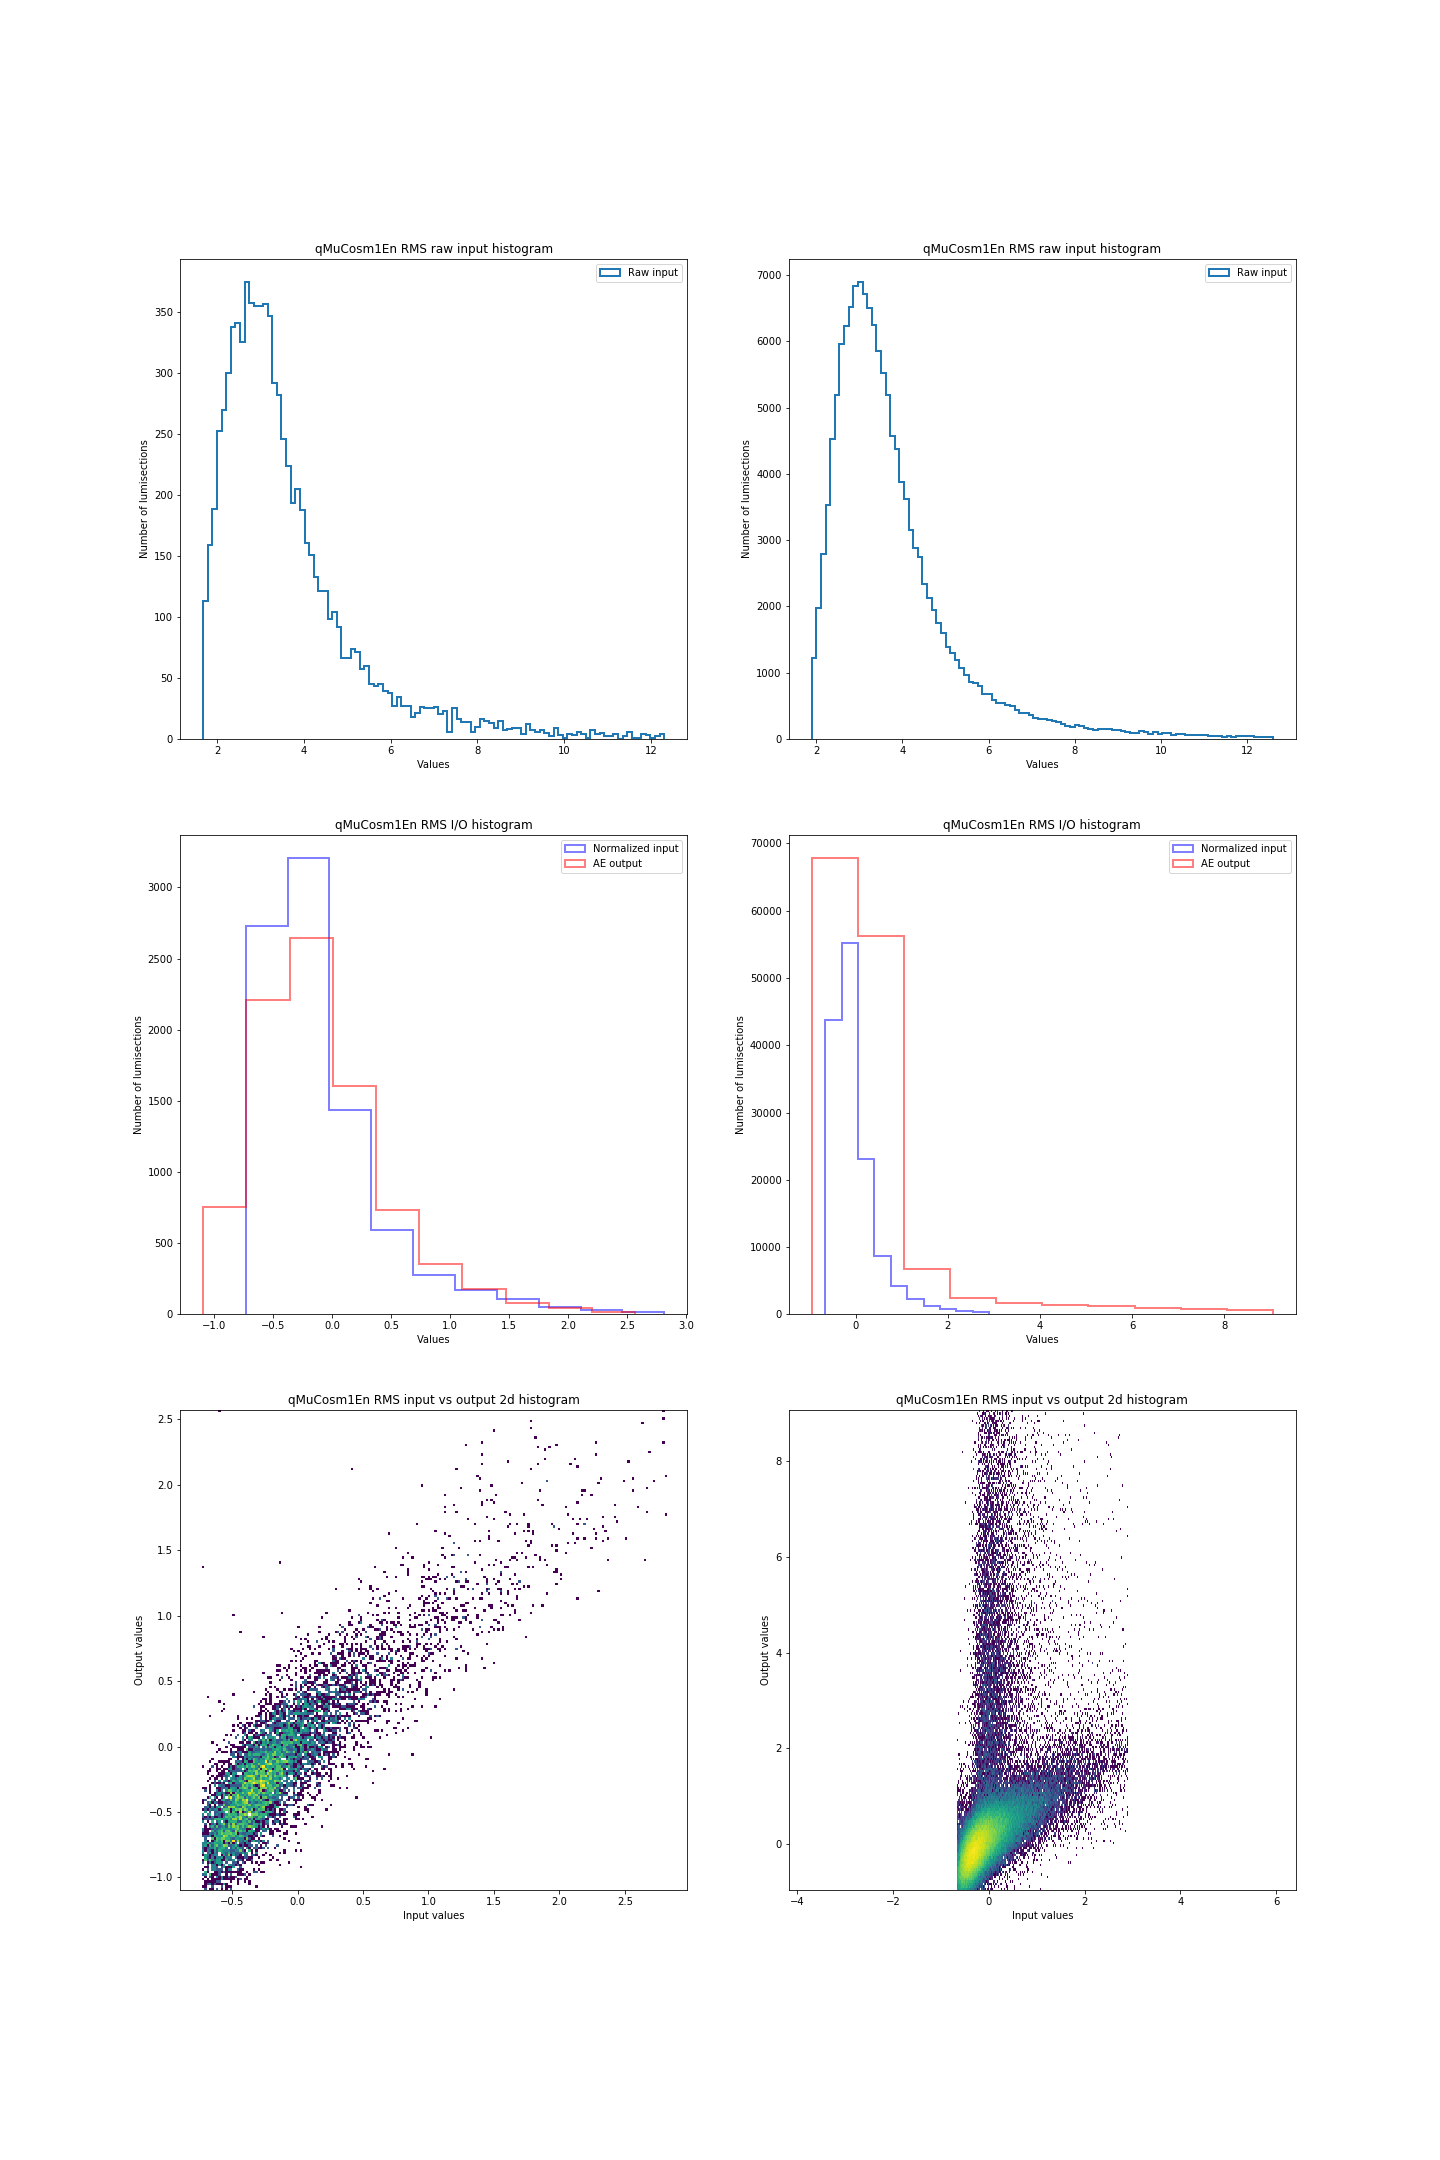 qMuCosm1En RMS raw input histogram
Raw input
350
300
250
200
150
100
50
0
Number of lumisections
2 4 6 8 10 12
Values
qMuCosm1En RMS raw input histogram
Raw input
7000
6000
5000
4000
3000
2000
1000
0
Number of lumisections
2 4 6 8 10 12
Values
qMuCosm1En RMS I/O histogram
Normalized input
AE output
3000
2500
2000
1500
1000
500
0
Number of lumisections
−1.0 −0.5 0.0 0.5 1.0 1.5 2.0 2.5 3.0
Values
qMuCosm1En RMS I/O histogram
Normalized input
AE output
70000
60000
50000
40000
30000
20000
10000
0
Number of lumisections
0 2 4 6 8
Values
qMuCosm1En RMS input vs output 2d histogram
2.5
2.0
1.5
1.0
0.5
0.0
−0.5
−1.0
Output values
−0.5 0.0 0.5 1.0 1.5 2.0 2.5
Input values
qMuCosm1En RMS input vs output 2d histogram
8
6
4
2
0
Output values
−4 −2 0 2 4 6
Input values